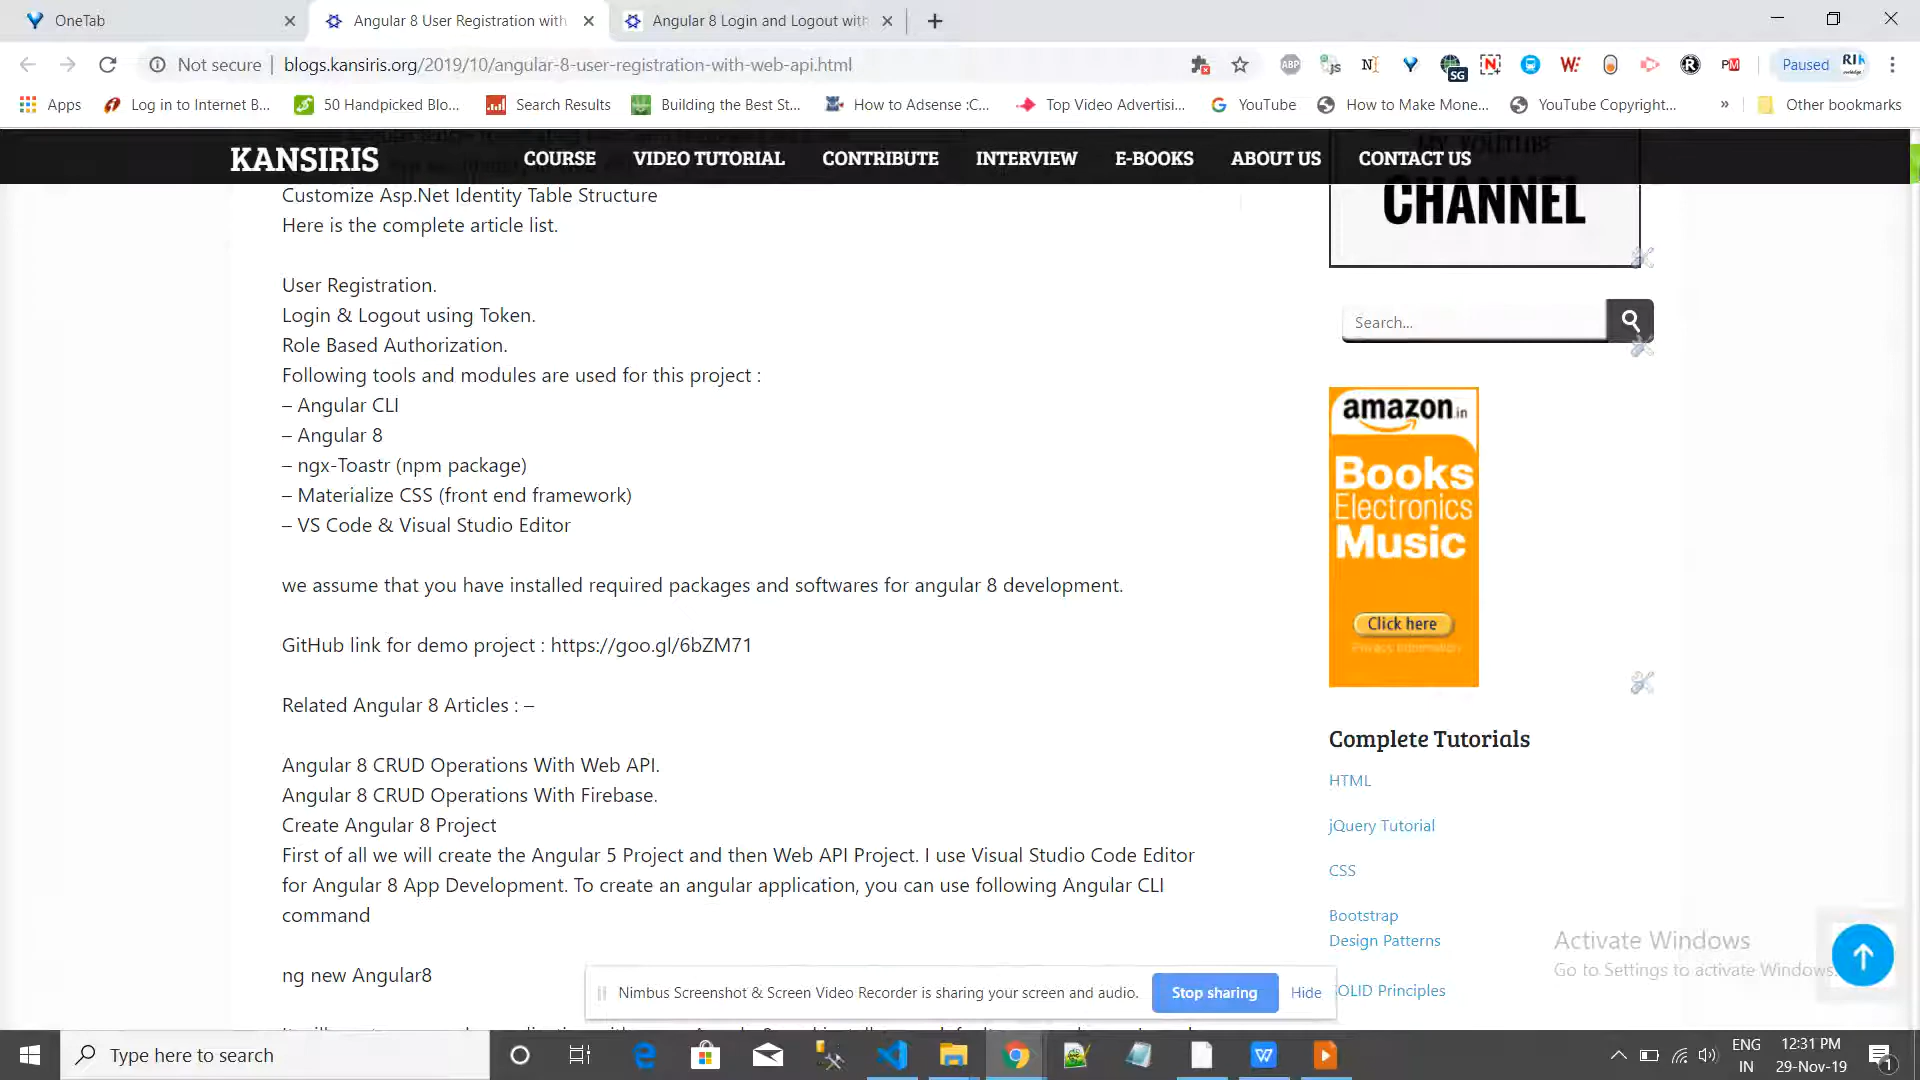 OneTab
Angular 8 User Registration with
Angular 8 Login and Logout with
Not secure
blogs.kansiris.org/2019/10/angular-8-user-registration-with-web-api.html
ABP
JS
N
SG
N
W
R
PM
Paused
Apps
Log in to Internet B...
50 Handpicked Blo...
Search Results
Building the Best St...
How to Adsense :C...
Top Video Advertisi...
YouTube
How to Make Mone...
YouTube Copyright...
»
Other bookmarks
KANSIRIS
COURSE
VIDEO TUTORIAL
CONTRIBUTE
INTERVIEW
E-BOOKS
ABOUT US
CONTACT US
MY YOUTUBE
CHANNEL
Customize Asp.Net Identity Table Structure
Here is the complete article list.
User Registration.
Login & Logout using Token.
Role Based Authorization.
Following tools and modules are used for this project :
– Angular CLI
– Angular 8
– ngx-Toastr (npm package)
– Materialize CSS (front end framework)
– VS Code & Visual Studio Editor
we assume that you have installed required packages and softwares for angular 8 development.
GitHub link for demo project : https://goo.gl/6bZM71
Related Angular 8 Articles : –
Angular 8 CRUD Operations With Web API.
Angular 8 CRUD Operations With Firebase.
Create Angular 8 Project
First of all we will create the Angular 5 Project and then Web API Project. I use Visual Studio Code Editor
for Angular 8 App Development. To create an angular application, you can use following Angular CLI
command
ng new Angular8
Search...
amazon.in
Books
Electronics
Music
Click here
Privacy Information
Complete Tutorials
HTML
jQuery Tutorial
CSS
Bootstrap
Design Patterns
OLID Principles
Activate Windows
Go to Settings to activate Windows.
Nimbus Screenshot & Screen Video Recorder is sharing your screen and audio.
Stop sharing
Hide
Type here to search
ENG
IN
12:31 PM
29-Nov-19
1